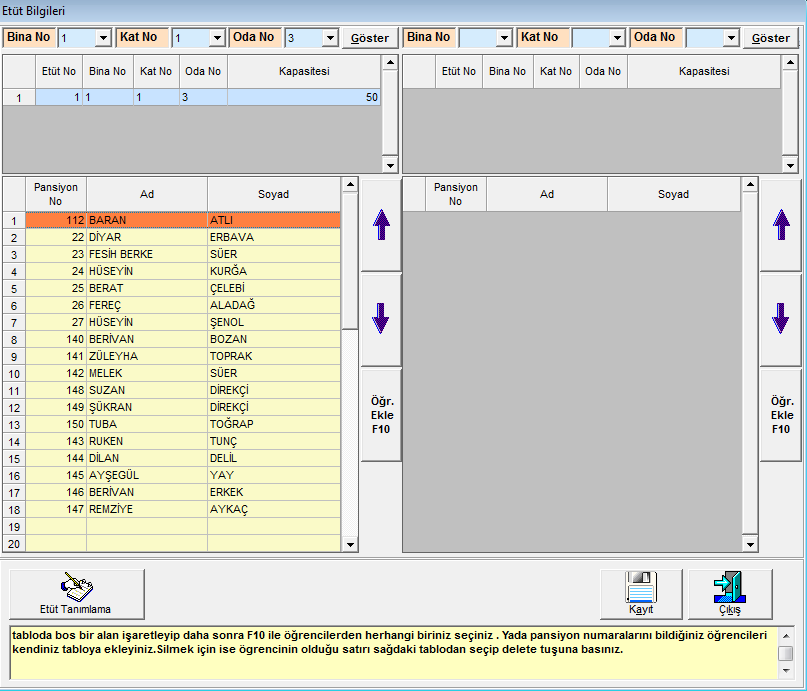 Etüt Bilgileri
Bina No 1 Kat No 1 Oda No 3 Göster Bina No Kat No Oda No Göster
Etüt No Bina No Kat No Oda No Kapasitesi Etüt No Bina No Kat No Oda No Kapasitesi
1 1 1 1 3 50
Pansiyon No Ad Soyad Pansiyon No Ad Soyad
1 112 BARAN ATLI
2 22 DİYAR ERBAVA
3 23 FESİH BERKE SÜER
4 24 HÜSEYİN KURĞA
5 25 BERAT ÇELEBİ
6 26 FEREÇ ALADAĞ
7 27 HÜSEYİN ŞENOL
8 140 BERİVAN BOZAN
9 141 ZÜLEYHA TOPRAK
10 142 MELEK SÜER
11 148 SUZAN DİREKÇİ
12 149 ŞÜKRAN DİREKÇİ
13 150 TUBA TOĞRAP
14 143 RUKEN TUNÇ
15 144 DİLAN DELİL
16 145 AYŞEGÜL YAY
17 146 BERİVAN ERKEK
18 147 REMZİYE AYKAÇ
19
20
Öğr. Ekle F10
Öğr. Ekle F10
Etüt Tanımlama Kayıt Çıkış
tabloda bos bir alan işaretleyip daha sonra F10 ile öğrencilerden herhangi biriniz seçiniz . Yada pansiyon numaralarını bildiğiniz öğrencileri
kendiniz tabloya ekleyiniz.Silmek için ise ögrencinin olduğu satırı sağdaki tablodan seçip delete tuşuna basınız.